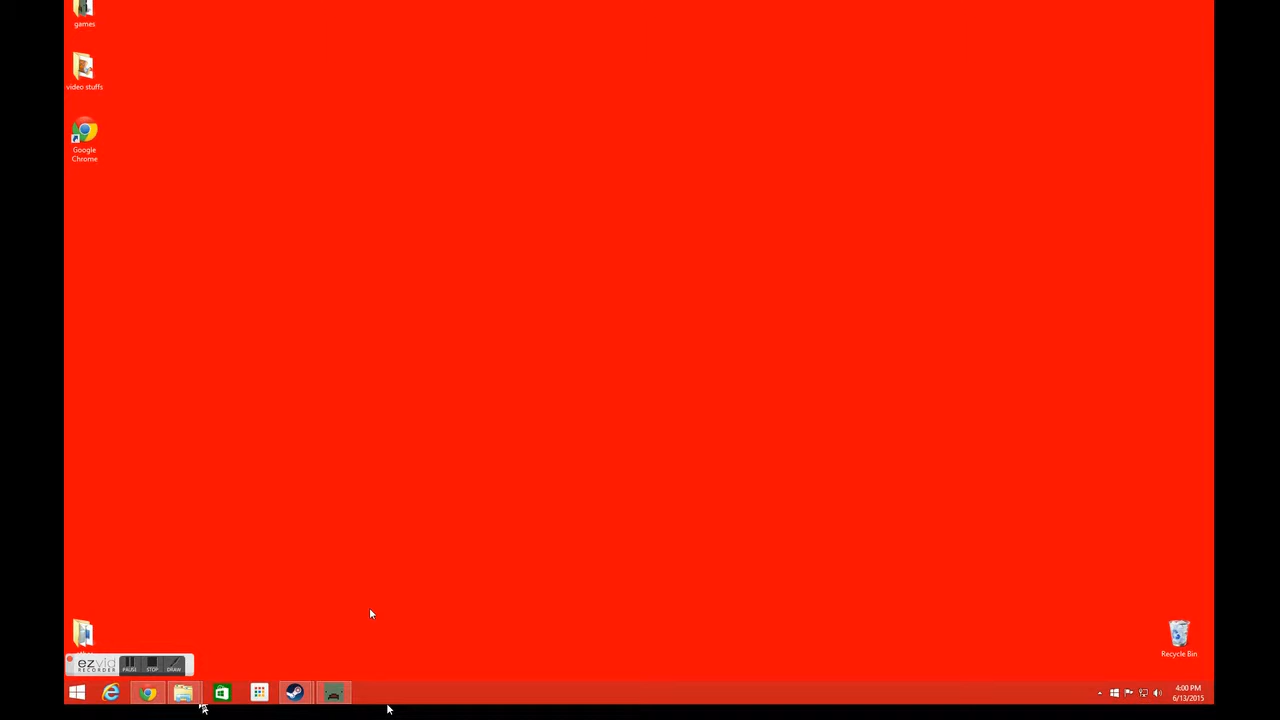 games
video stuffs
Google
Chrome
ezvid
RECORDER
PAUSE
STOP
DRAW
Recycle Bin
4:00 PM
6/13/2015